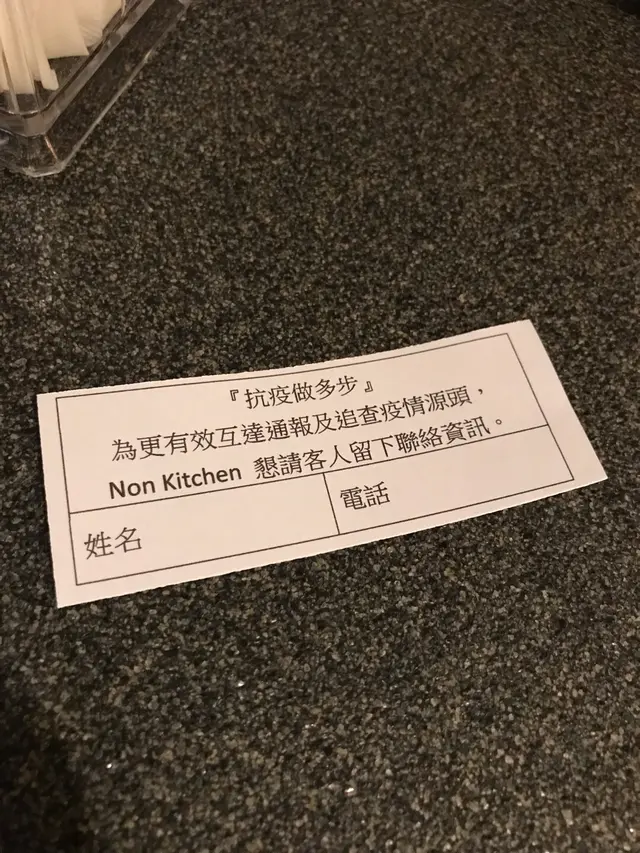 『抗疫做多步』
為更有效互達通報及追查疫情源頭，
Non Kitchen 懇請客人留下聯絡資訊。
姓名
電話